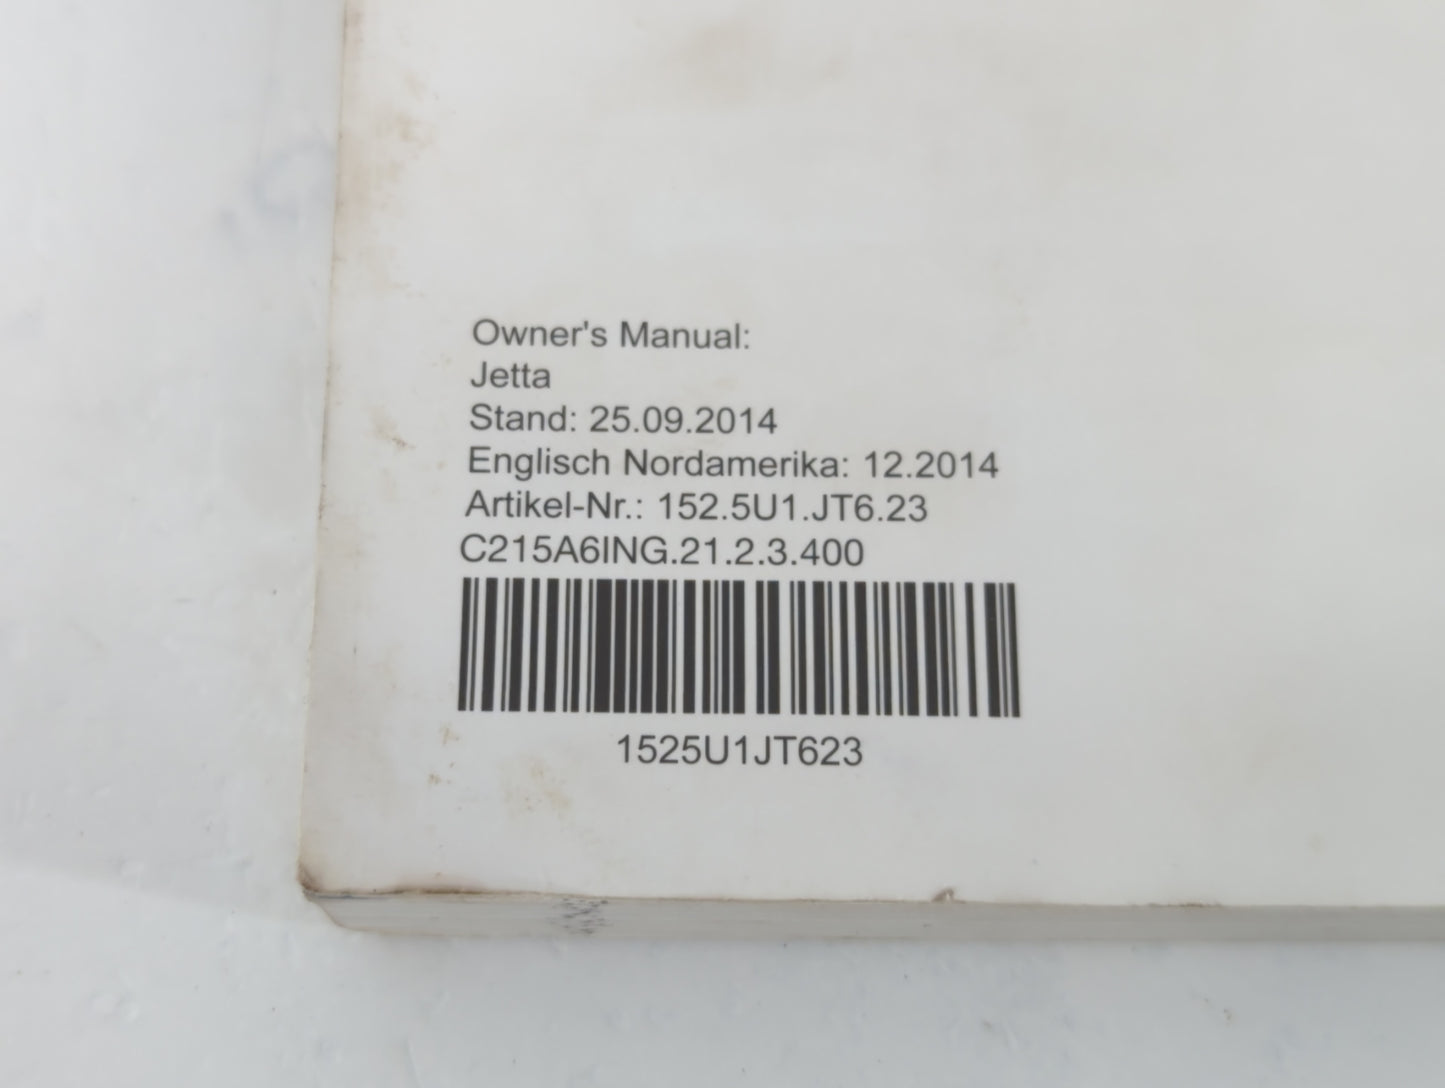 Owner's Manual:
Jetta
Stand: 25.09.2014
Englisch Nordamerika: 12.2014
Artikel-Nr.: 152.5U1.JT6.23
C215A6ING.21.2.3.400
1525U1JT623